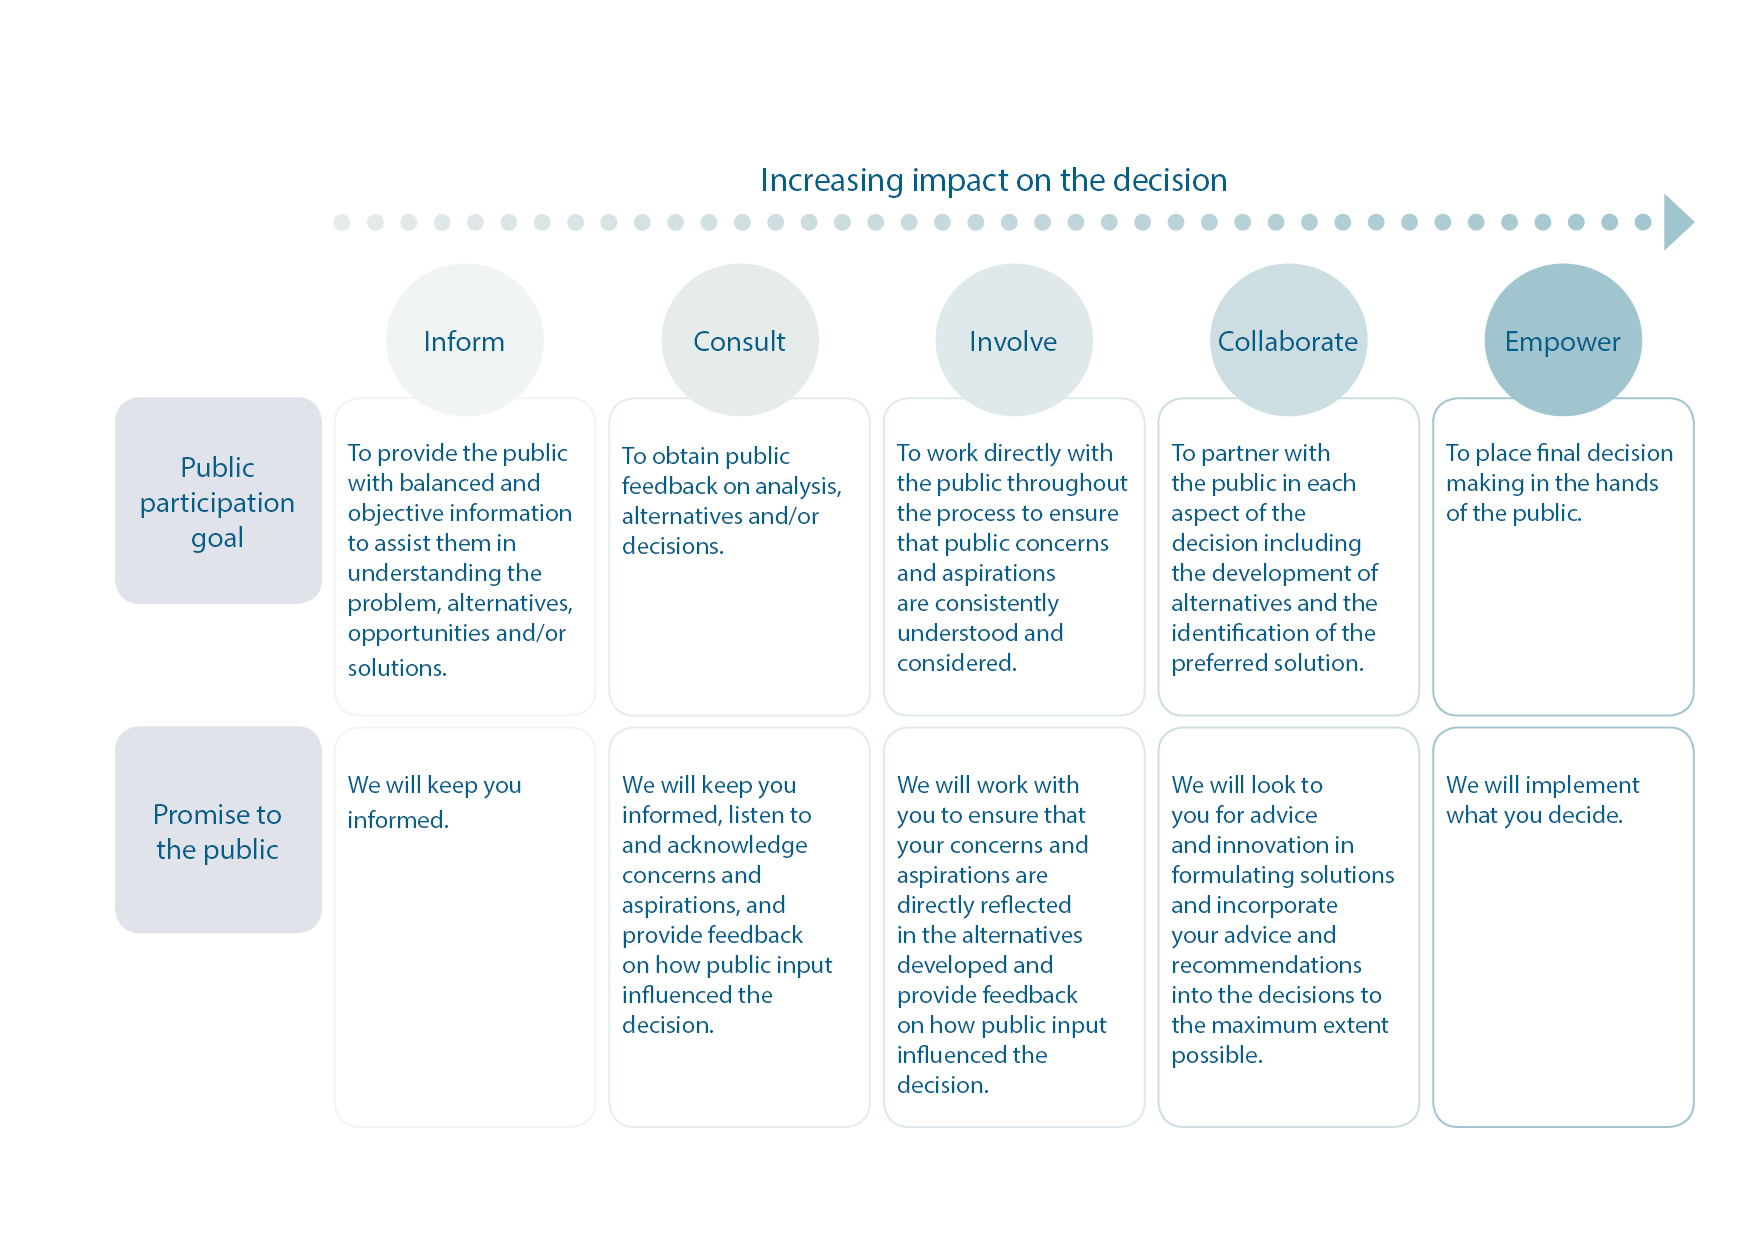 Increasing impact on the decision
Inform
Consult
Involve
Collaborate
Empower
Public
participation
goal
To provide the public
with balanced and
objective information
to assist them in
understanding the
problem, alternatives,
opportunities and/or
solutions.
To obtain public
feedback on analysis,
alternatives and/or
decisions.
To work directly with
the public throughout
the process to ensure
that public concerns
and aspirations
are consistently
understood and
considered.
To partner with
the public in each
aspect of the
decision including
the development of
alternatives and the
identification of the
preferred solution.
To place final decision
making in the hands
of the public.
Promise to
the public
We will keep you
informed.
We will keep you
informed, listen to
and acknowledge
concerns and
aspirations, and
provide feedback
on how public input
influenced the
decision.
We will work with
you to ensure that
your concerns and
aspirations are
directly reflected
in the alternatives
developed and
provide feedback
on how public input
influenced the
decision.
We will look to
you for advice
and innovation in
formulating solutions
and incorporate
your advice and
recommendations
into the decisions to
the maximum extent
possible.
We will implement
what you decide.